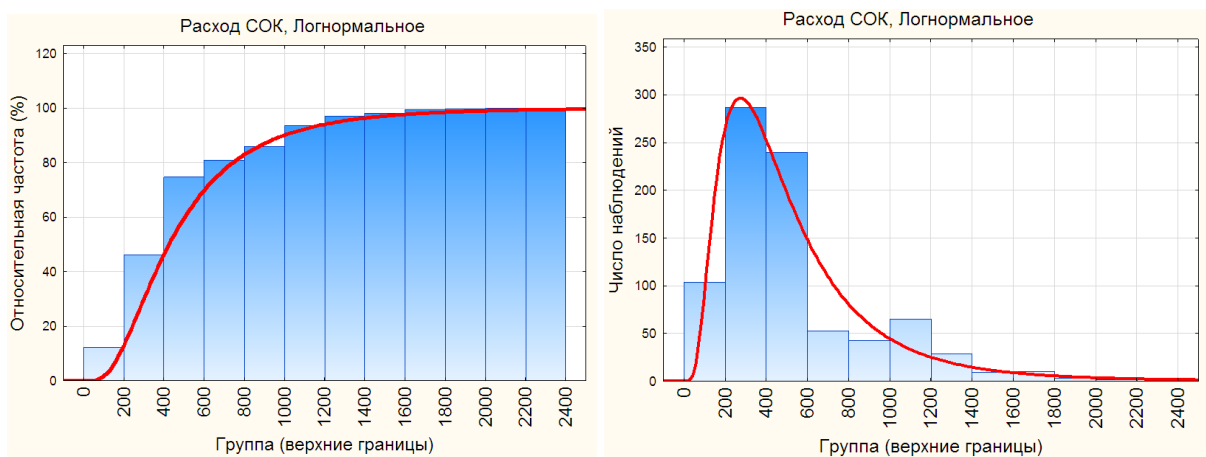 Расход СОК, Логнормальное
Относительная частота (%)
120
100
80
60
40
20
0
0 200 400 600 800 1000 1200 1400 1600 1800 2000 2200 2400
Группа (верхние границы)
Расход СОК, Логнормальное
Число наблюдений
350
300
250
200
150
100
50
0
0 200 400 600 800 1000 1200 1400 1600 1800 2000 2200 2400
Группа (верхние границы)